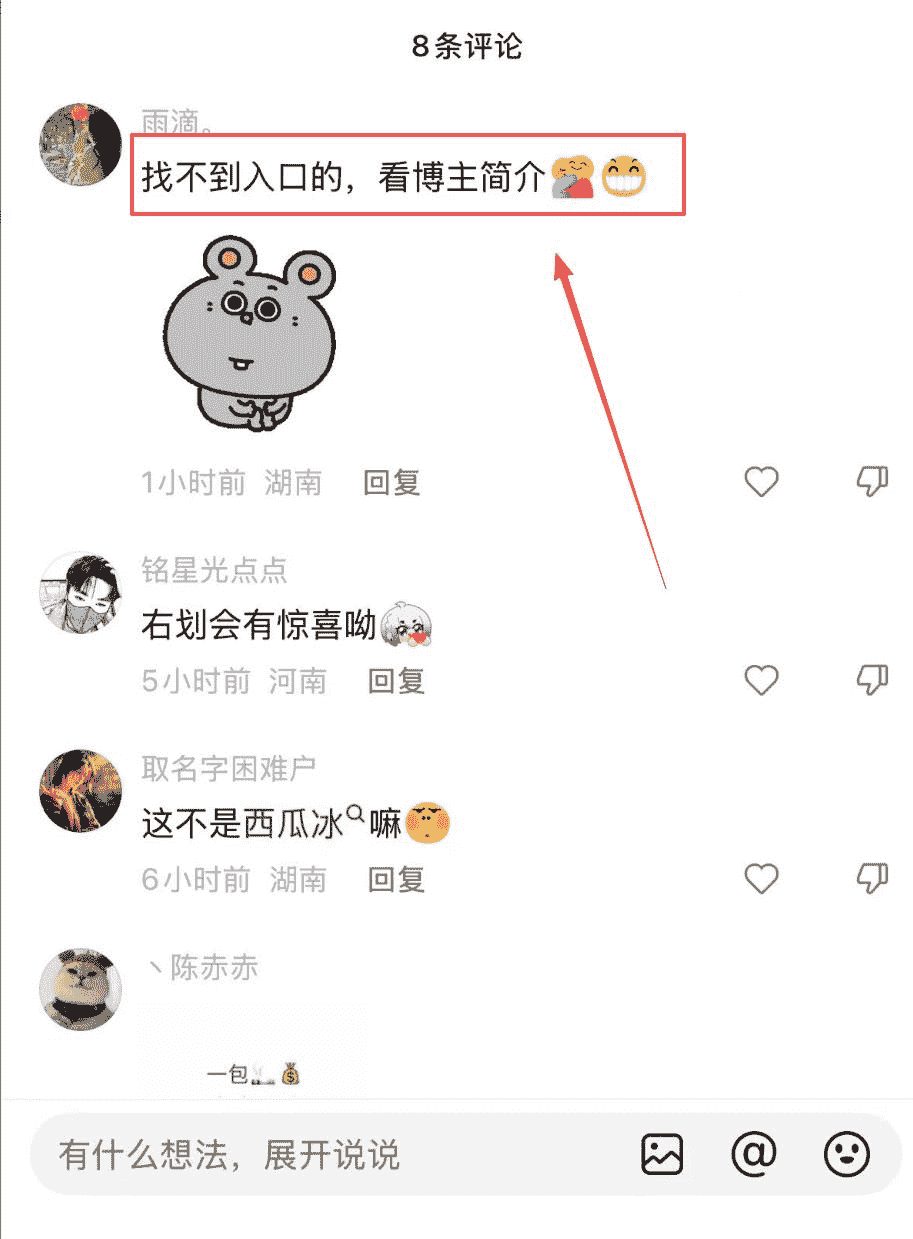 8条评论
雨滴。
找不到入口的，看博主简介
1小时前 湖南 回复
铭星光点点
右划会有惊喜呦
5小时前 河南 回复
取名字困难户
这不是西瓜冰嘛
6小时前 湖南 回复
丶陈赤赤
一包
有什么想法，展开说说